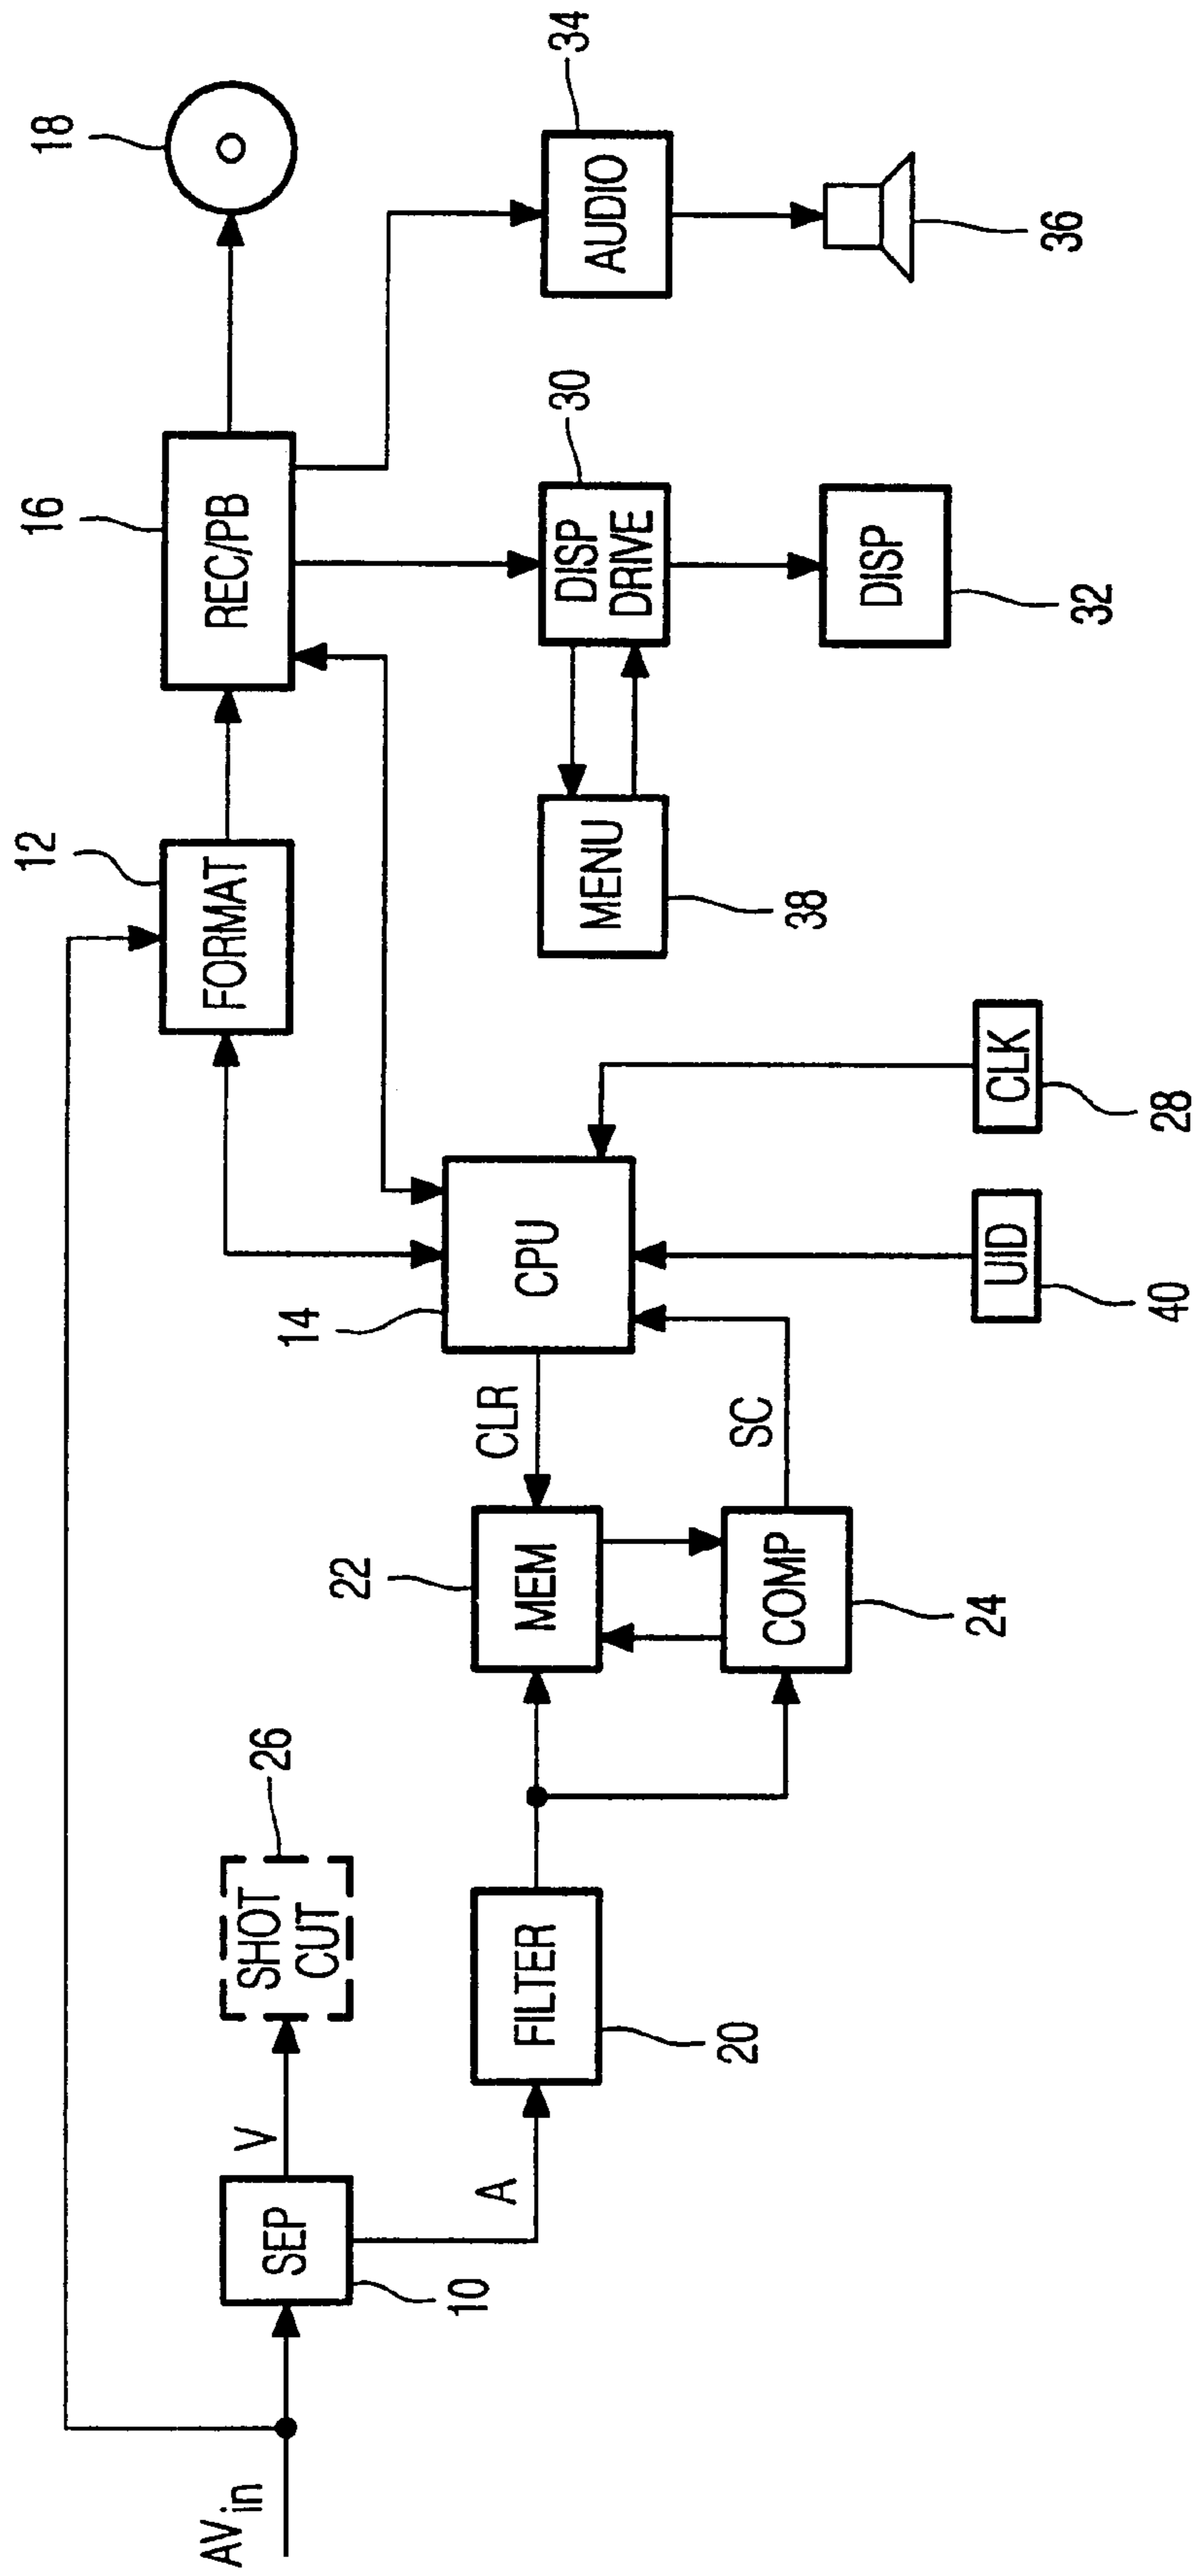 AVin
SEP
10
V
A
SHOT
CUT
26
FILTER
20
MEM
22
COMP
24
CLR
SC
CPU
14
UID
40
CLK
28
FORMAT
12
REC/PB
16
18
MENU
38
DISP
DRIVE
30
DISP
32
AUDIO
34
36